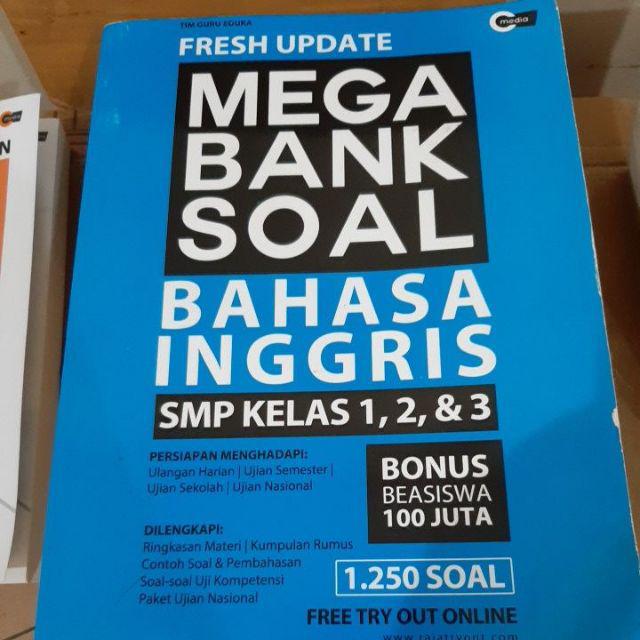 TIM GURU EDUKA
C media
FRESH UPDATE
MEGA
BANK
SOAL
BAHASA
INGGRIS
SMP KELAS 1, 2, & 3
PERSIAPAN MENGHADAPI:
Ulangan Harian | Ujian Semester |
Ujian Sekolah | Ujian Nasional
BONUS
BEASISWA
100 JUTA
DILENGKAPI:
Ringkasan Materi | Kumpulan Rumus
Contoh Soal & Pembahasan
Soal-soal Uji Kompetensi
Paket Ujian Nasional
1.250 SOAL
FREE TRY OUT ONLINE
N